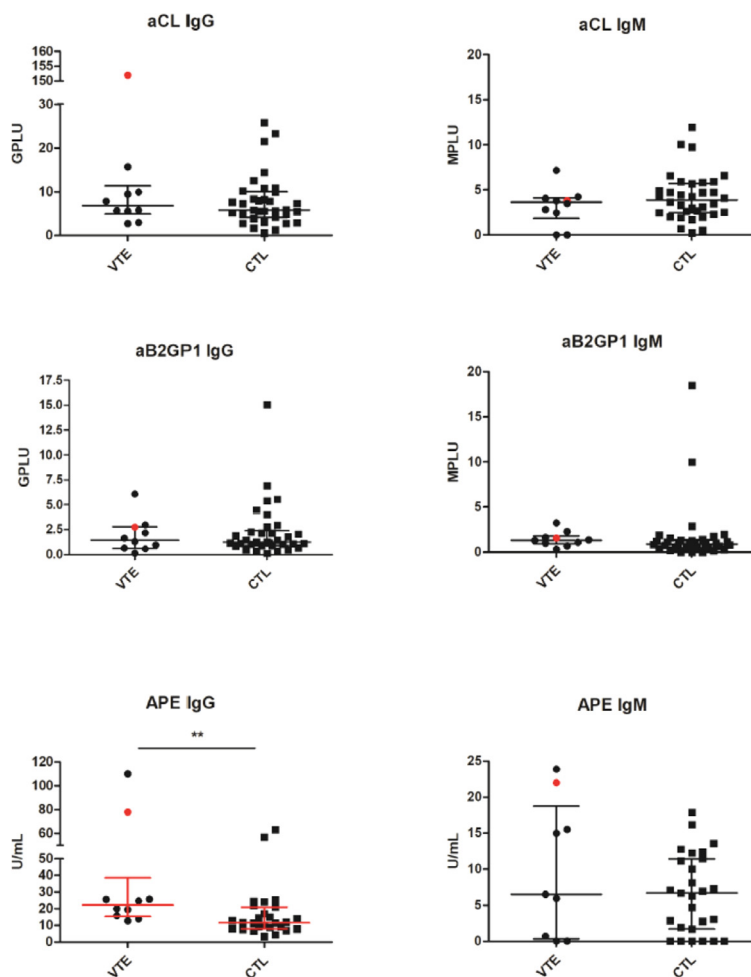 aCL IgG
160
155
150
30
20
10
0
GPLU
VTE
CTL
aCL IgM
20
15
10
5
0
MPLU
VTE
CTL
aB2GP1 IgG
17.5
15.0
12.5
10.0
7.5
5.0
2.5
0.0
GPLU
VTE
CTL
aB2GP1 IgM
20
15
10
5
0
MPLU
VTE
CTL
APE IgG
**
120
100
80
60
50
40
30
20
10
0
U/mL
VTE
CTL
APE IgM
25
20
15
10
5
0
U/mL
VTE
CTL